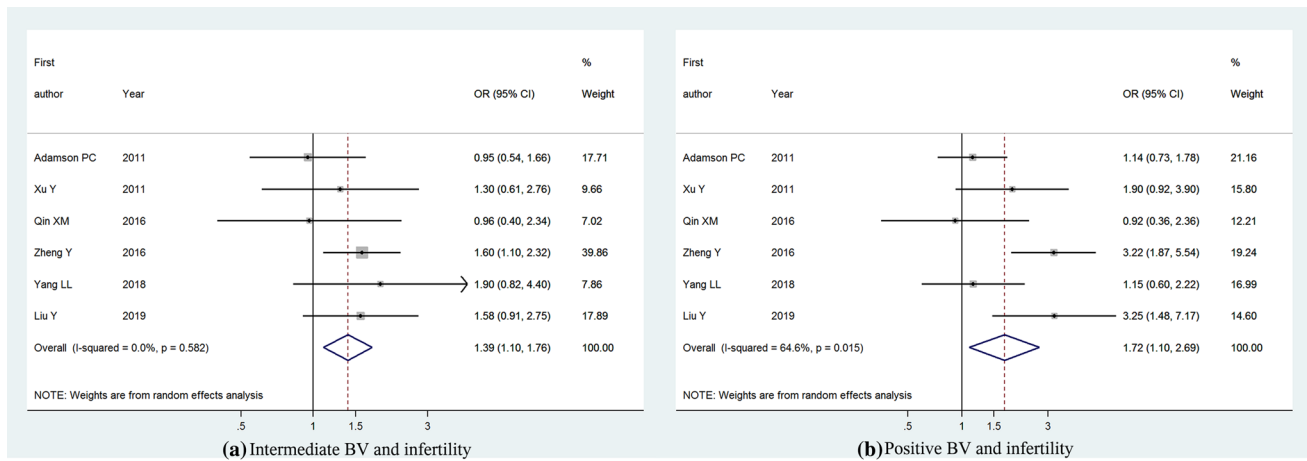 First %
author Year OR (95% CI) Weight
Adamson PC 2011 0.95 (0.54, 1.66) 17.71
Xu Y 2011 1.30 (0.61, 2.76) 9.66
Qin XM 2016 0.96 (0.40, 2.34) 7.02
Zheng Y 2016 1.60 (1.10, 2.32) 39.86
Yang LL 2018 1.90 (0.82, 4.40) 7.86
Liu Y 2019 1.58 (0.91, 2.75) 17.89
Overall (I-squared = 0.0%, p = 0.582) 1.39 (1.10, 1.76) 100.00
NOTE: Weights are from random effects analysis
.5 1 1.5 3
(a) Intermediate BV and infertility
First %
author Year OR (95% CI) Weight
Adamson PC 2011 1.14 (0.73, 1.78) 21.16
Xu Y 2011 1.90 (0.92, 3.90) 15.80
Qin XM 2016 0.92 (0.36, 2.36) 12.21
Zheng Y 2016 3.22 (1.87, 5.54) 19.24
Yang LL 2018 1.15 (0.60, 2.22) 16.99
Liu Y 2019 3.25 (1.48, 7.17) 14.60
Overall (I-squared = 64.6%, p = 0.015) 1.72 (1.10, 2.69) 100.00
NOTE: Weights are from random effects analysis
.5 1 1.5 3
(b) Positive BV and infertility